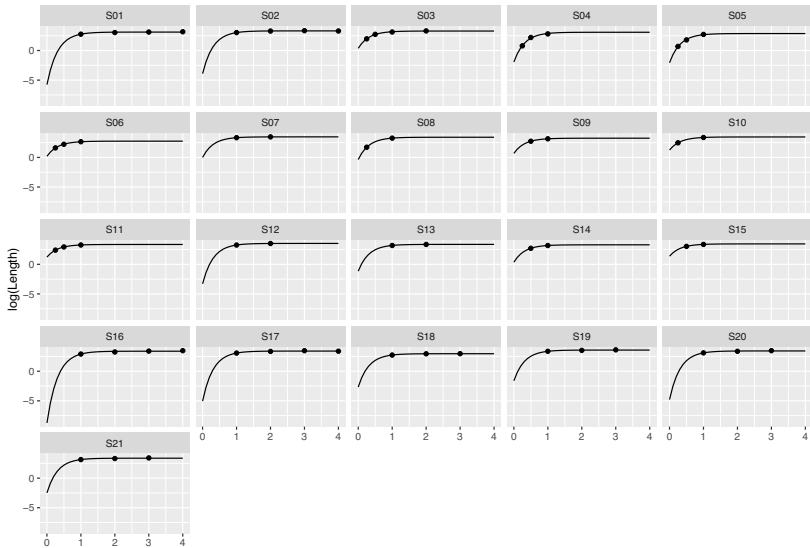 S01 S02 S03 S04 S05
0
−5
S06 S07 S08 S09 S10
0
−5
S11 S12 S13 S14 S15
0
−5
log(Length)
S16 S17 S18 S19 S20
0
−5
0 1 2 3 4 0 1 2 3 4 0 1 2 3 4 0 1 2 3 4
S21
0
−5
0 1 2 3 4